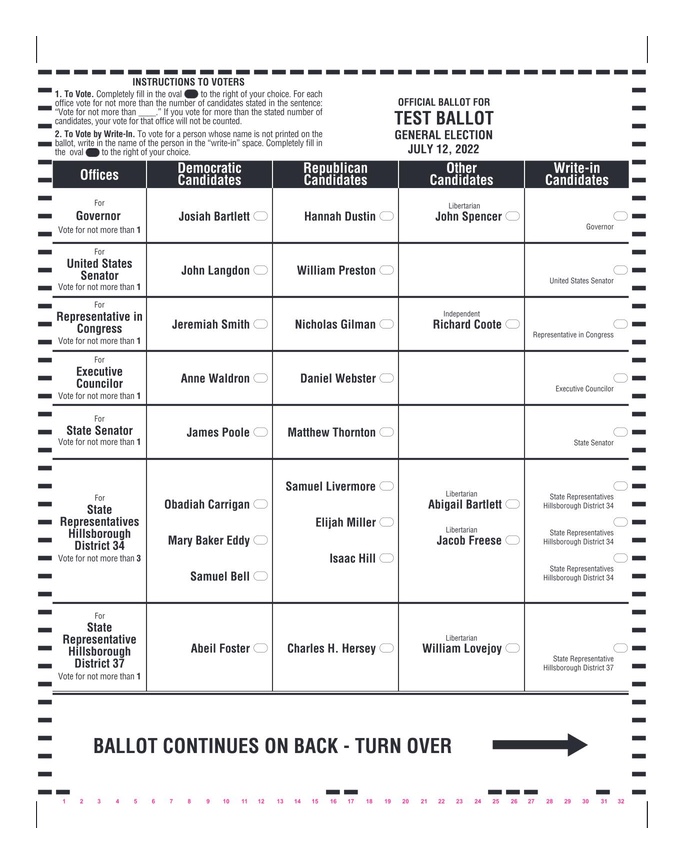 INSTRUCTIONS TO VOTERS
1. To Vote. Completely fill in the oval to the right of your choice. For each
office vote for not more than the number of candidates stated in the sentence:
"Vote for not more than ____." If you vote for more than the stated number of
candidates, your vote for that office will not be counted.
2. To Vote by Write-In. To vote for a person whose name is not printed on the
ballot, write in the name of the person in the "write-in" space. Completely fill in
the oval to the right of your choice.
OFFICIAL BALLOT FOR
TEST BALLOT
GENERAL ELECTION
JULY 12, 2022
Offices
Democratic
Candidates
Republican
Candidates
Other
Candidates
Write-in
Candidates
For
Governor
Vote for not more than 1
Josiah Bartlett
Hannah Dustin
Libertarian
John Spencer
Governor
For
United States
Senator
Vote for not more than 1
John Langdon
William Preston
United States Senator
For
Representative in
Congress
Vote for not more than 1
Jeremiah Smith
Nicholas Gilman
Independent
Richard Coote
Representative in Congress
For
Executive
Councilor
Vote for not more than 1
Anne Waldron
Daniel Webster
Executive Councilor
For
State Senator
Vote for not more than 1
James Poole
Matthew Thornton
State Senator
For
State
Representatives
Hillsborough
District 34
Vote for not more than 3
Obadiah Carrigan
Mary Baker Eddy
Samuel Bell
Samuel Livermore
Elijah Miller
Isaac Hill
Libertarian
Abigail Bartlett
Libertarian
Jacob Freese
State Representatives
Hillsborough District 34
State Representatives
Hillsborough District 34
State Representatives
Hillsborough District 34
For
State
Representative
Hillsborough
District 37
Vote for not more than 1
Abeil Foster
Charles H. Hersey
Libertarian
William Lovejoy
State Representative
Hillsborough District 37
BALLOT CONTINUES ON BACK - TURN OVER
1 2 3 4 5 6 7 8 9 10 11 12 13 14 15 16 17 18 19 20 21 22 23 24 25 26 27 28 29 30 31 32